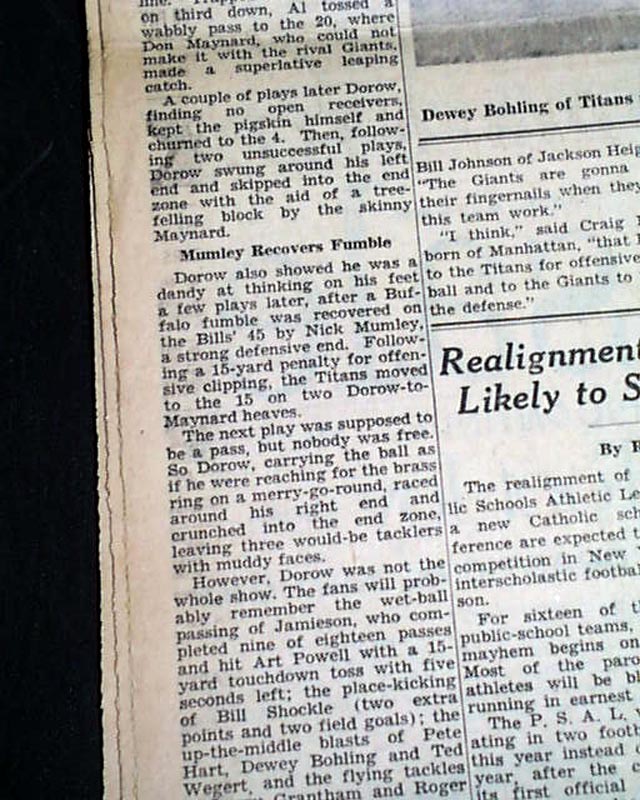 on third down, Al tossed a
wabbly pass to the 20, where
Don Maynard, who could not
make it with the rival Giants,
made a superlative leaping
catch.
A couple of plays later Dorow,
finding no open receivers,
kept the pigskin himself and
churned to the 4. Then, follow-
ing two unsuccessful plays,
Dorow swung around his left
end and skipped into the end
zone with the aid of a tree-
felling block by the skinny
Maynard.
Mumley Recovers Fumble
Dorow also showed he was a
dandy at thinking on his feet
a few plays later, after a Buf-
falo fumble was recovered on
the Bills' 45 by Nick Mumley,
a strong defensive end. Follow-
ing a 15-yard penalty for offen-
sive clipping, the Titans moved
to the 15 on two Dorow-to-
Maynard heaves.
The next play was supposed to
be a pass, but nobody was free.
So Dorow, carrying the ball as
if he were reaching for the brass
ring on a merry-go-round, raced
around his right end and
crunched into the end zone,
leaving three would-be tacklers
with muddy faces.
However, Dorow was not the
whole show. The fans will prob-
ably remember the wet-ball
passing of Jamieson, who com-
pleted nine of eighteen passes
and hit Art Powell with a 15-
yard touchdown toss with five
seconds left; the place-kicking
of Bill Shockle (two extra
points and two field goals); the
up-the-middle blasts of Pete
Hart, Dewey Bohling and Ted
Wegert, and the flying tackles
Grantham and Roger
Dewey Bohling of Titans
Bill Johnson of Jackson Heig
"The Giants are gonna
their fingernails when they
this team work."
"I think," said Craig
born of Manhattan, "that
to the Titans for offensive
ball and to the Giants to
the defense."
Realignment
Likely to S
By
The realignment of
lic Schools Athletic Le
a new Catholic sch
ference are expected t
competition in New
interscholastic footbal
son.
For sixteen of t
public-school teams,
mayhem begins on
Most of the paro
athletes will be bl
running in earnest
The P. S. A. L.
ating in two footb
this year instead
year, after the c
its first official